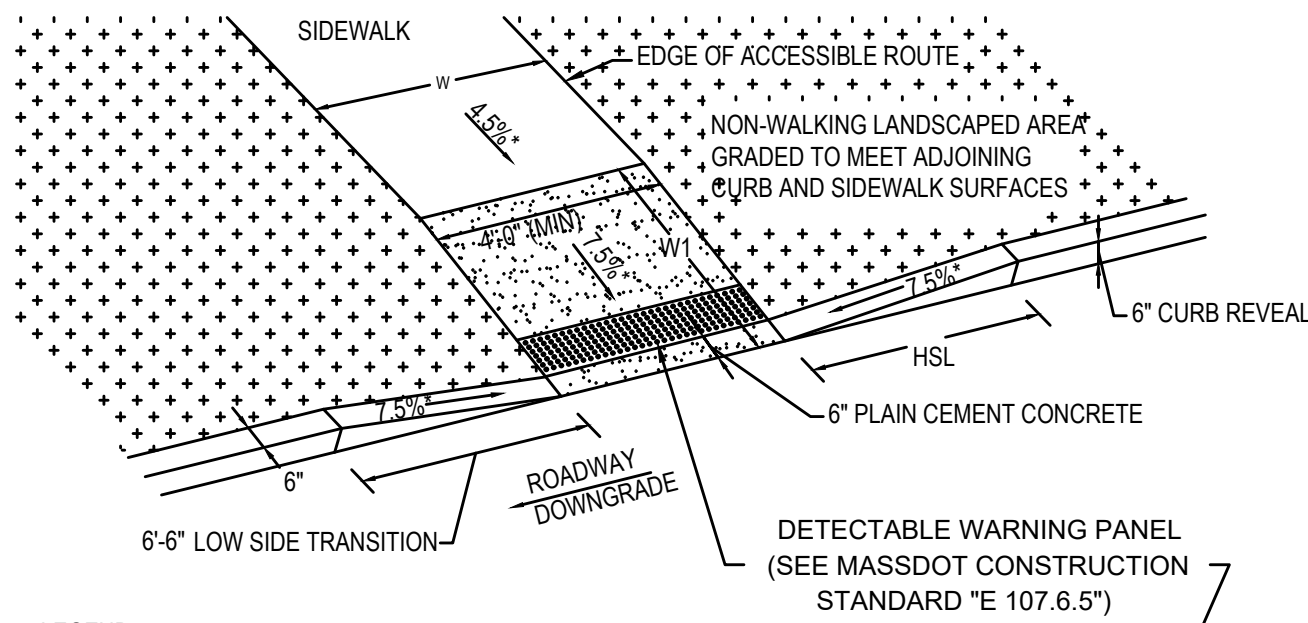 SIDEWALK
EDGE OF ACCESSIBLE ROUTE
W
4.5%*
NON-WALKING LANDSCAPED AREA
GRADED TO MEET ADJOINING
CURB AND SIDEWALK SURFACES
4'-0" (MIN)
W1
7.5%*
7.5%*
6" CURB REVEAL
HSL
7.5%*
6" PLAIN CEMENT CONCRETE
6"
ROADWAY
DOWNGRADE
6'-6" LOW SIDE TRANSITION
DETECTABLE WARNING PANEL
(SEE MASSDOT CONSTRUCTION
STANDARD "E 107.6.5")